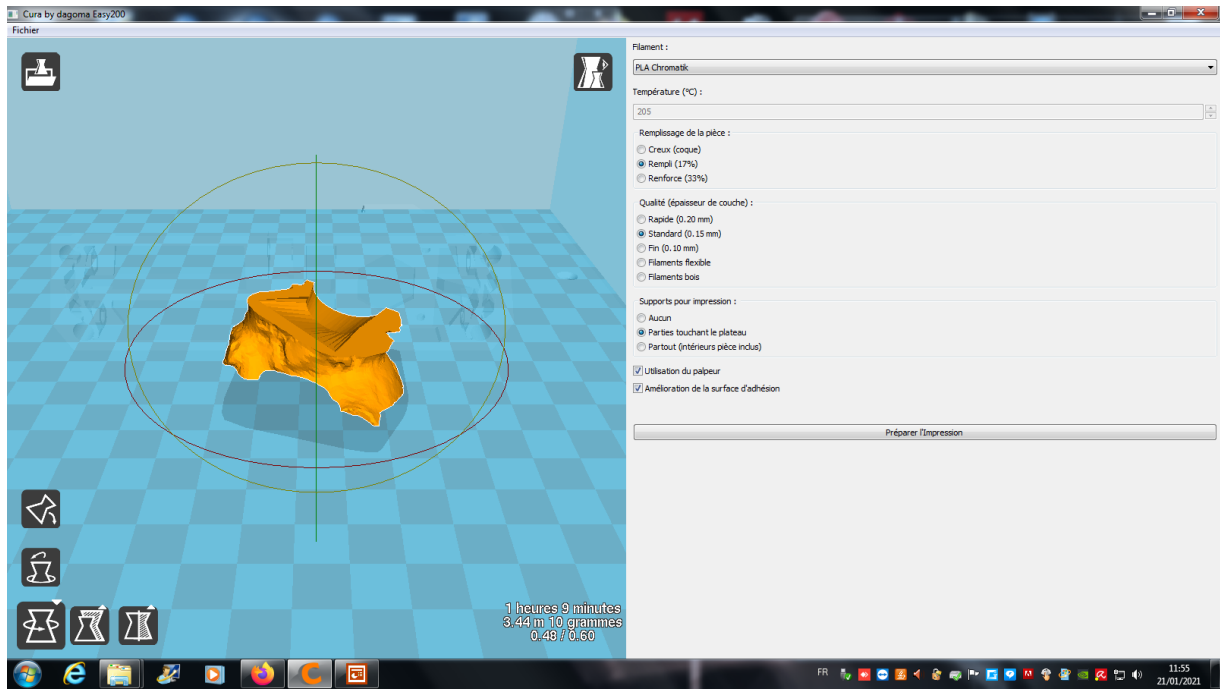 Cura by dagoma Easy200
Fichier
Filament :
PLA Chromatik
Température (°C) :
205
Remplissage de la pièce :
Creux (coque)
Rempli (17%)
Renforce (33%)
Qualité (épaisseur de couche) :
Rapide (0.20 mm)
Standard (0.15 mm)
Fin (0.10 mm)
Filaments flexible
Filaments bois
Supports pour impression :
Aucun
Parties touchant le plateau
Partout (intérieurs pièce inclus)
Utilisation du palpeur
Amélioration de la surface d'adhésion
Préparer l'Impression
1 heures 9 minutes
3.44 m 10 grammes
0.48 / 0.60
FR
11:55
21/01/2021